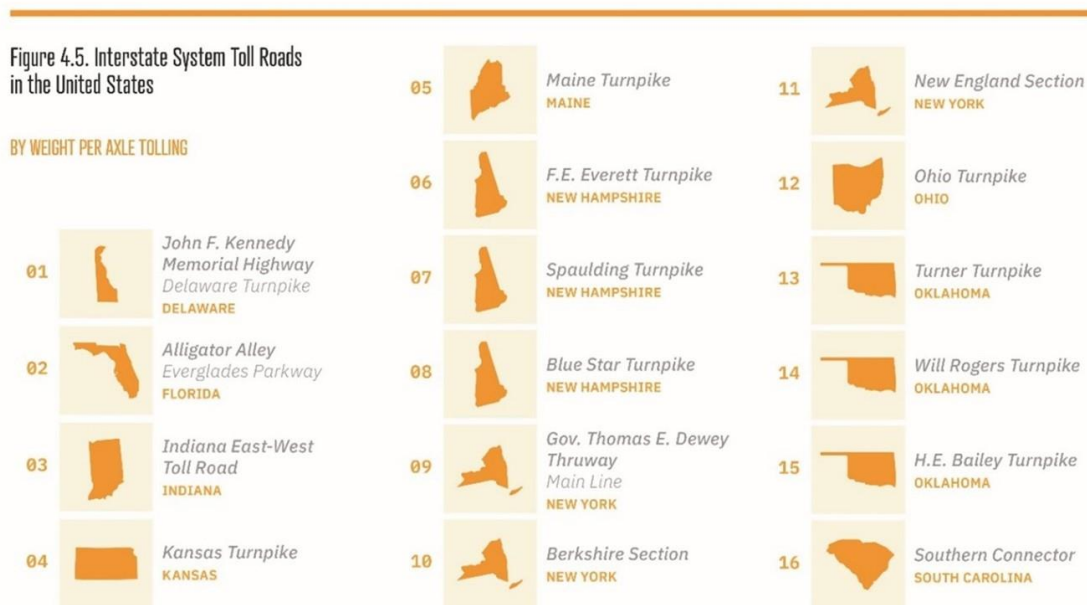 Figure 4.5. Interstate System Toll Roads
in the United States
BY WEIGHT PER AXLE TOLLING
01
John F. Kennedy
Memorial Highway
Delaware Turnpike
DELAWARE
02
Alligator Alley
Everglades Parkway
FLORIDA
03
Indiana East-West
Toll Road
INDIANA
04
Kansas Turnpike
KANSAS
05
Maine Turnpike
MAINE
06
F.E. Everett Turnpike
NEW HAMPSHIRE
07
Spaulding Turnpike
NEW HAMPSHIRE
08
Blue Star Turnpike
NEW HAMPSHIRE
09
Gov. Thomas E. Dewey
Thruway
Main Line
NEW YORK
10
Berkshire Section
NEW YORK
11
New England Section
NEW YORK
12
Ohio Turnpike
OHIO
13
Turner Turnpike
OKLAHOMA
14
Will Rogers Turnpike
OKLAHOMA
15
H.E. Bailey Turnpike
OKLAHOMA
16
Southern Connector
SOUTH CAROLINA